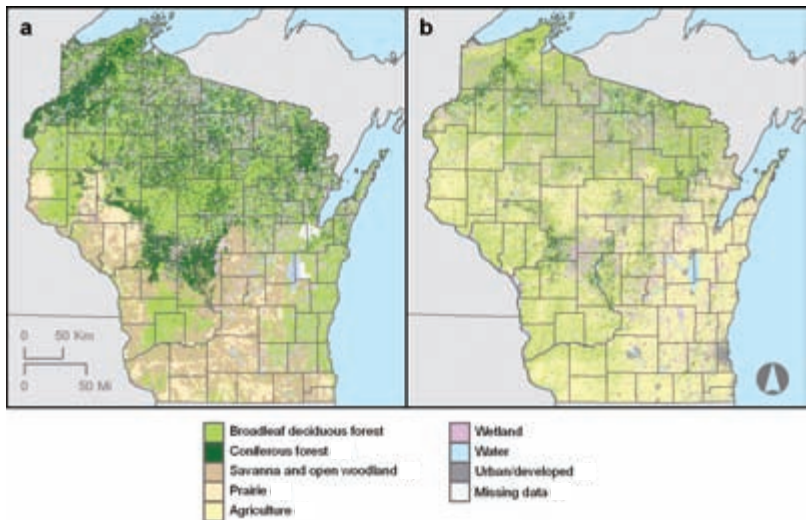 a
b
0 50 Km
0 50 Mi
Broadleaf deciduous forest
Coniferous forest
Savanna and open woodland
Prairie
Agriculture
Wetland
Water
Urban/developed
Missing data